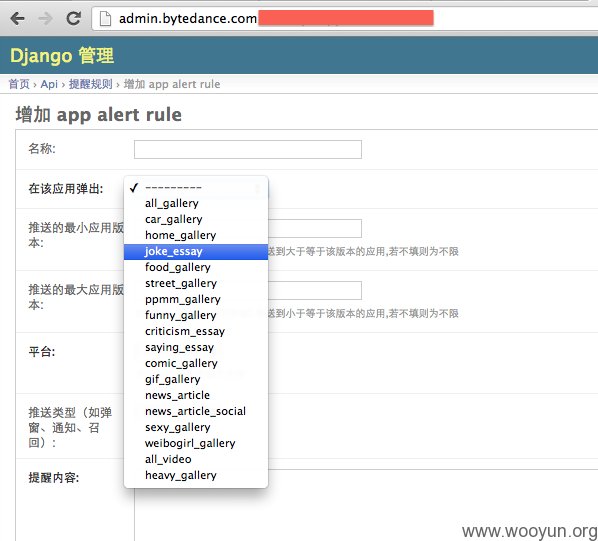 admin.bytedance.com
Django 管理
首页 › Api › 提醒规则 › 增加 app alert rule
增加 app alert rule
名称:
在该应用弹出:
---------
all_gallery
car_gallery
home_gallery
joke_essay
food_gallery
street_gallery
ppmm_gallery
funny_gallery
criticism_essay
saying_essay
comic_gallery
gif_gallery
news_article
news_article_social
sexy_gallery
weibogirl_gallery
all_video
heavy_gallery
推送的最小应用版
本:
送到大于等于该版本的应用,若不填则为不限
推送的最大应用版
本:
送到小于等于该版本的应用,若不填则为不限
平台:
推送类型（如弹
窗、通知、召
回）:
提醒内容:
www.wooyun.org